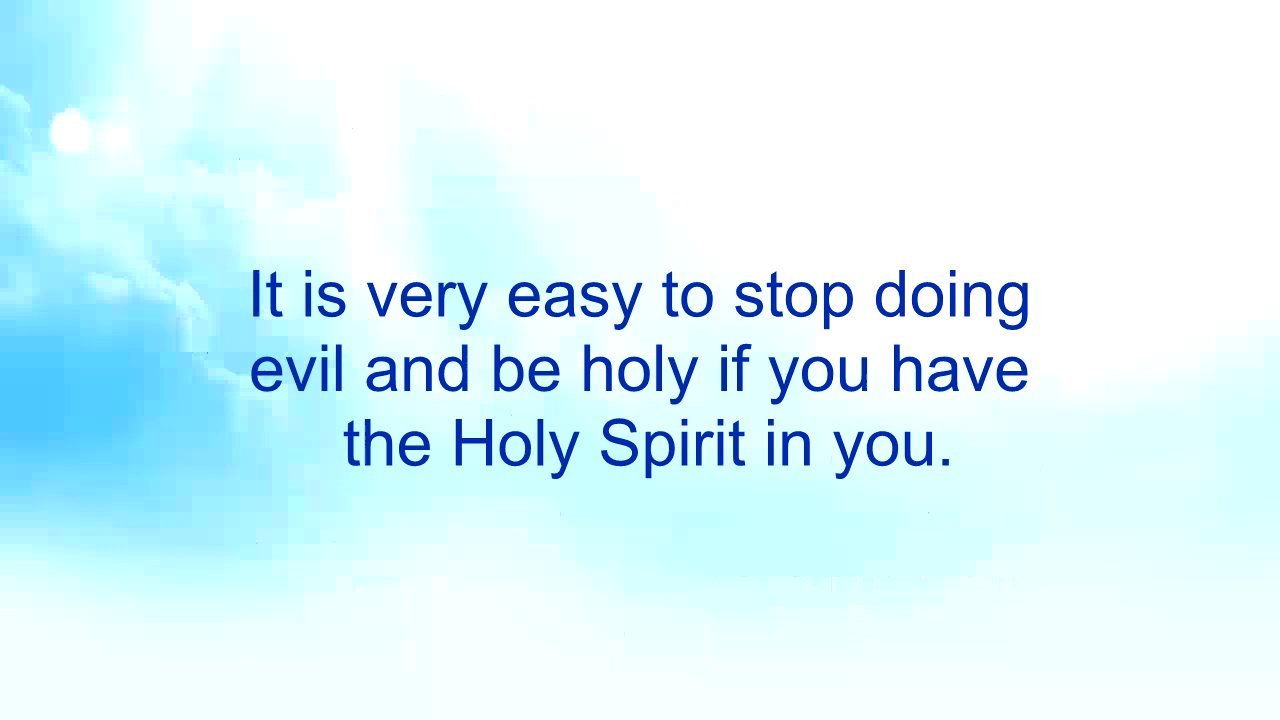 It is very easy to stop doing
evil and be holy if you have
the Holy Spirit in you.